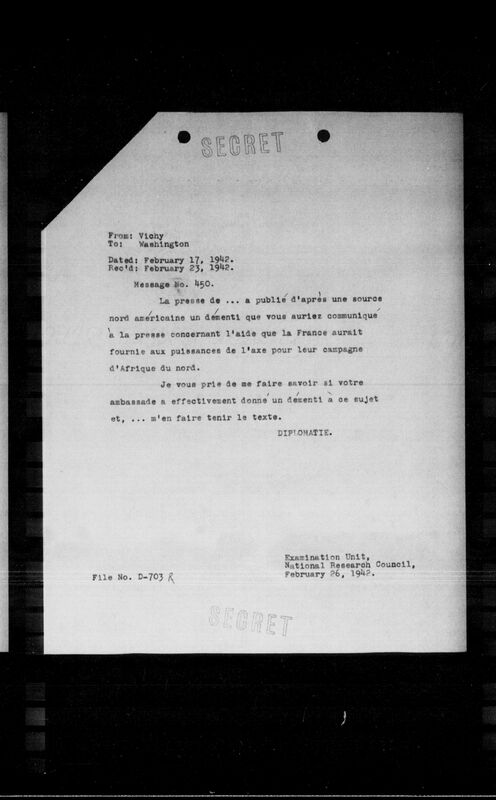 SECRET
From: Vichy
To: Washington
Dated: February 17, 1942.
Rec'd: February 23, 1942.
Message No. 450.
La presse de ... a publié d'après une source
nord américaine un démenti que vous auriez communiqué
à la presse concernant l'aide que la France aurait
fournie aux puissances de l'axe pour leur campagne
d'Afrique du nord.
Je vous prie de me faire savoir si votre
ambassade a effectivement donné un démenti à ce sujet
et, ... m'en faire tenir le texte.
DIPLOMATIE.
Examination Unit,
National Research Council,
February 26, 1942.
File No. D-703 R
SECRET